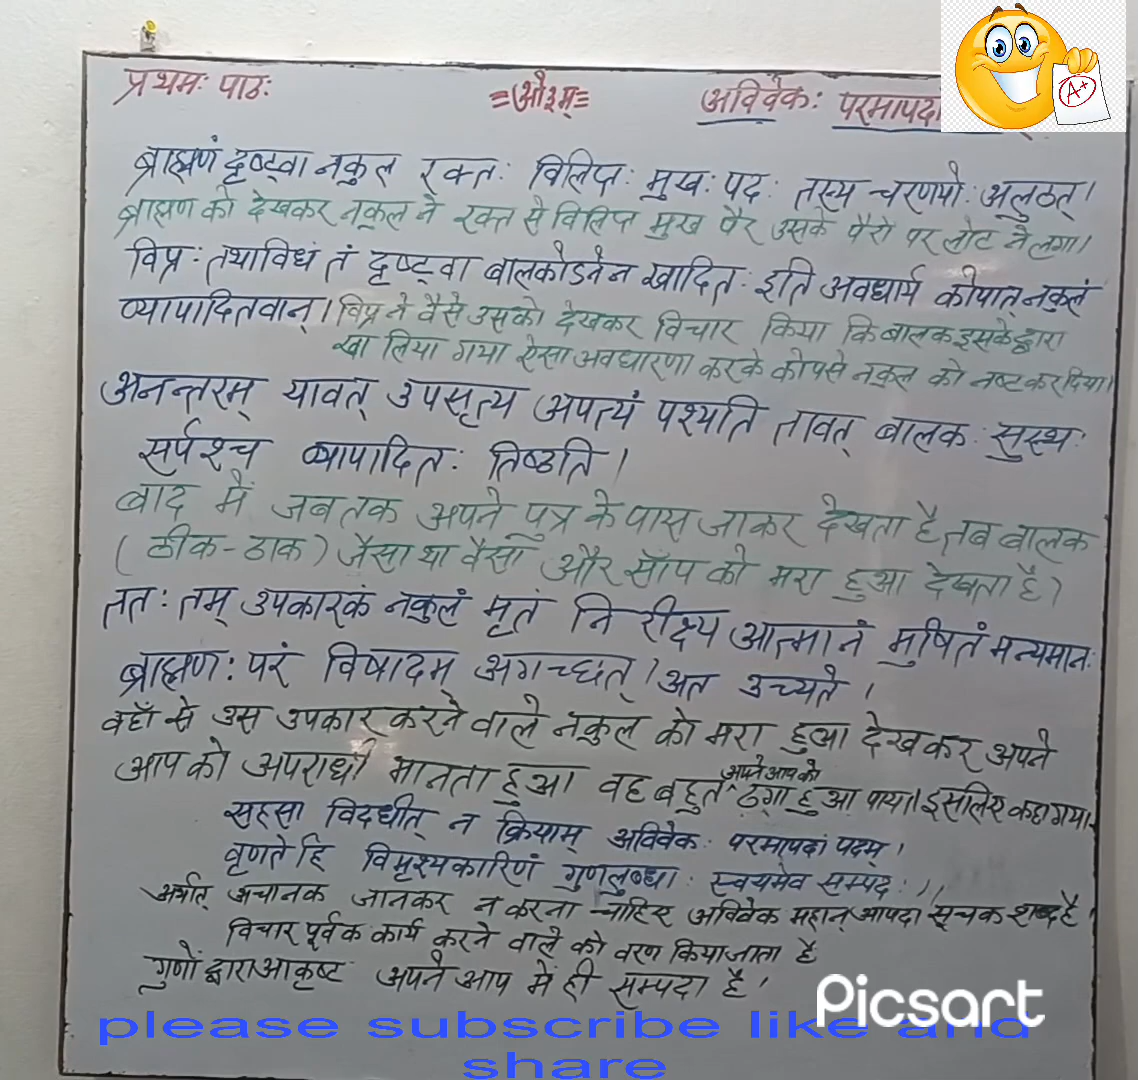 प्रथमः पाठः =ओ३म्= अविवेकः परमापदा
ब्राह्मणं दृष्ट्वा नकुल रक्तः विलिप्तः मुखः पदः तस्य चरणयोः अलुठत्।
ब्राह्मण को देखकर नकुल ने रक्त से विलिप्त मुख पैर उसके पैरों पर लोट ने लगा।
विप्रः तथाविधं तं दृष्ट्वा बालकोऽनेन खादितः इति अवधार्य कोपात् नकुलं
व्यापादितवान्। विप्र ने वैसे उसको देखकर विचार किया कि बालक इसके द्वारा
खा लिया गया ऐसा अवधारणा करके कोपसे नकुल को नष्ट कर दिया।
अनन्तरम् यावत् उपसृत्य अपत्यं पश्यति तावत् बालकः सुस्थः
सर्पश्च व्यापादितः तिष्ठति।
बाद में जब तक अपने पुत्र के पास जाकर देखता है तब बालक
(ठीक-ठाक) जैसा था वैसा और साँप को मरा हुआ देखता है।
ततः तम् उपकारकं नकुलं मृतं निरीक्ष्य आत्मानं मुषितं मन्यमानः
ब्राह्मणः परं विषादम् अगच्छत्। अत उच्यते।
वहाँ से उस उपकार करने वाले नकुल को मरा हुआ देखकर अपने
आप को अपराधी मानता हुआ वह बहुत अपने आप को ठगा हुआ पाया। इसलिए कहा गया
सहसा विदधीत् न क्रियाम् अविवेकः परमापदां पदम्।
वृणते हि विमृश्यकारिणं गुणलुब्धाः स्वयमेव सम्पदः।।
अर्थात् अचानक जानकर न करना चाहिए अविवेक महान् आपदा सूचक शब्द है।
विचार पूर्वक कार्य करने वाले को वरण किया जाता है
गुणों द्वारा आकृष्ट अपने आप में ही सम्पदा है।
A+
Picsart
please subscribe like and
share